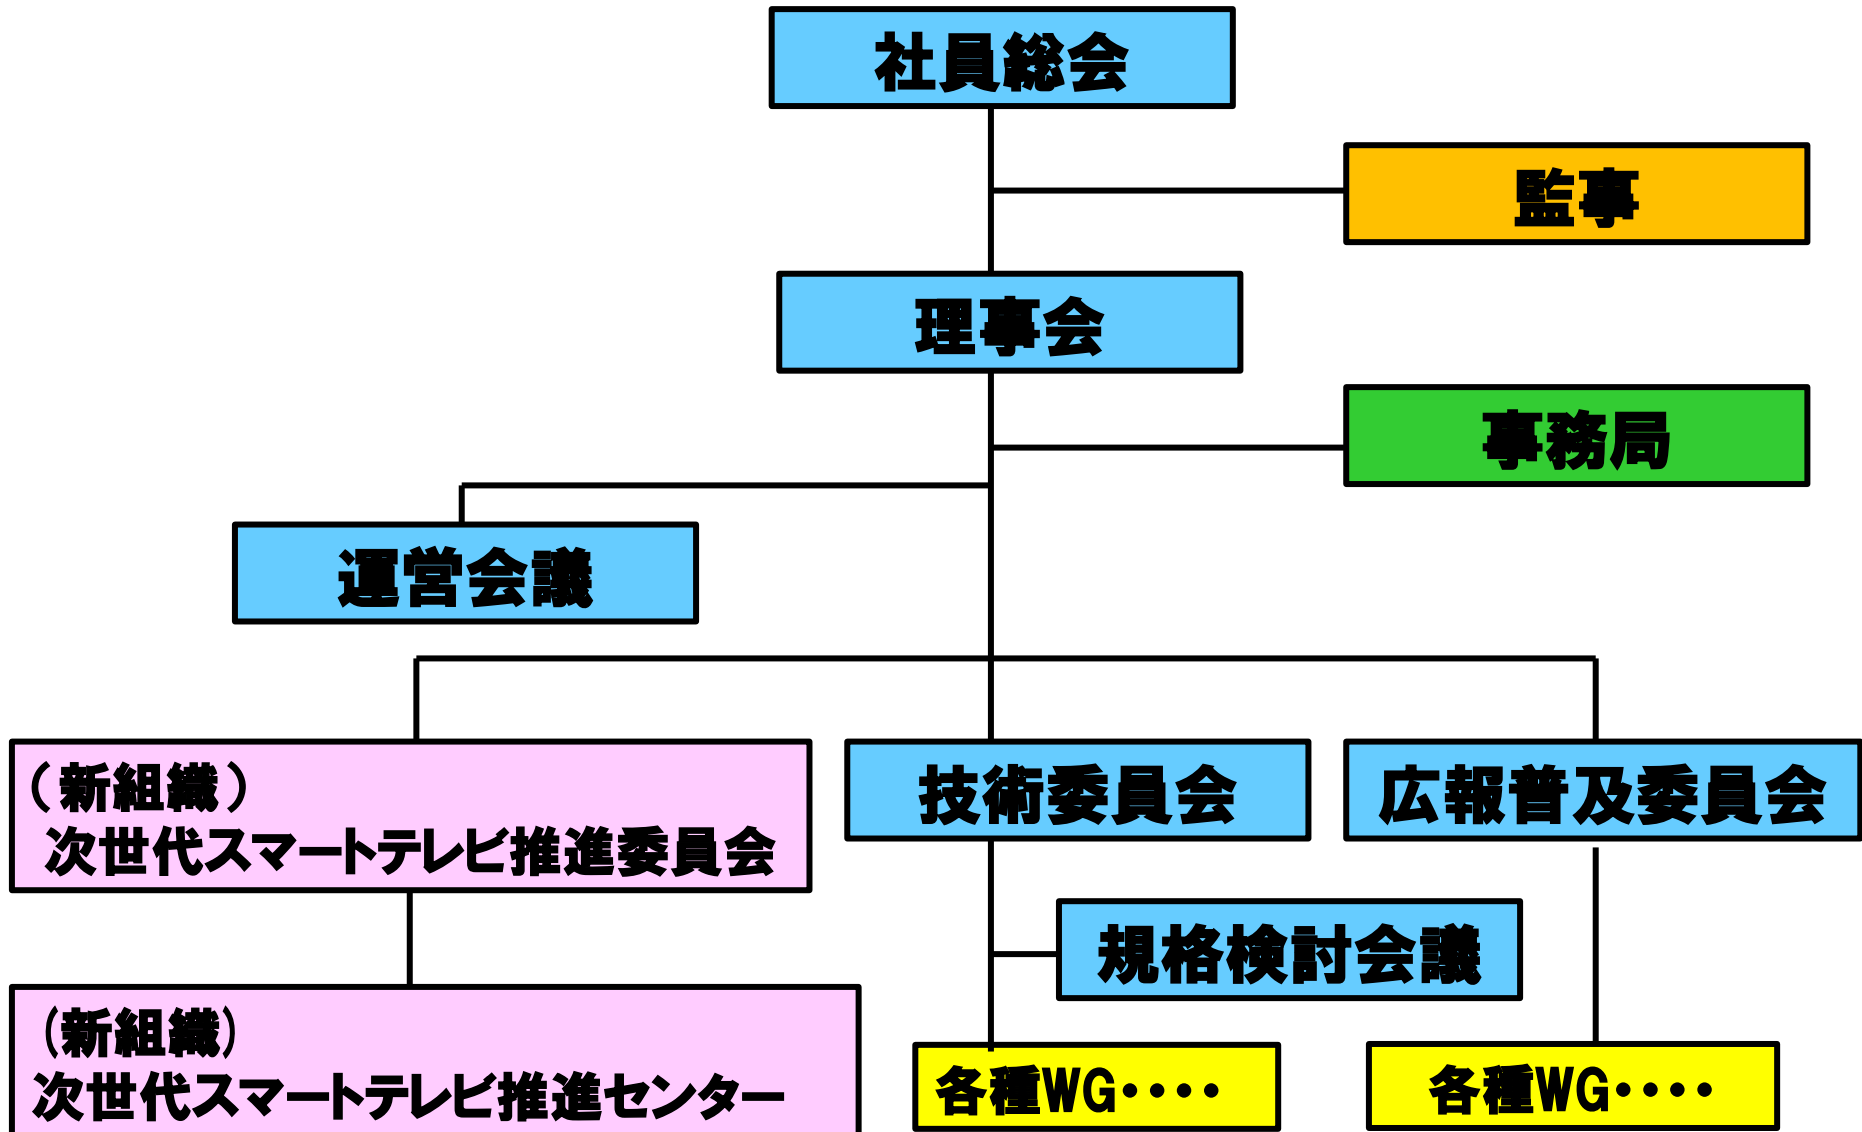 社員総会
監事
理事会
事務局
運営会議
（新組織）
次世代スマートテレビ推進委員会
技術委員会
広報普及委員会
規格検討会議
（新組織）
次世代スマートテレビ推進センター
各種WG・・・・
各種WG・・・・